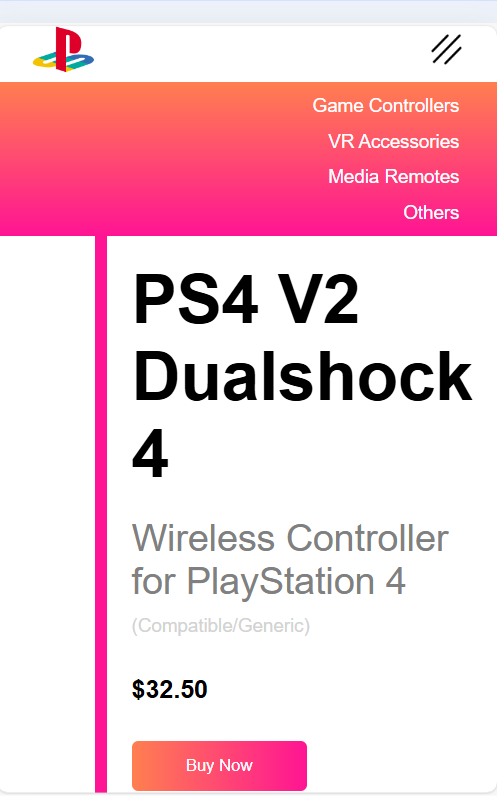 Game Controllers
VR Accessories
Media Remotes
Others
PS4 V2
Dualshock
4
Wireless Controller
for PlayStation 4
(Compatible/Generic)
$32.50
Buy Now